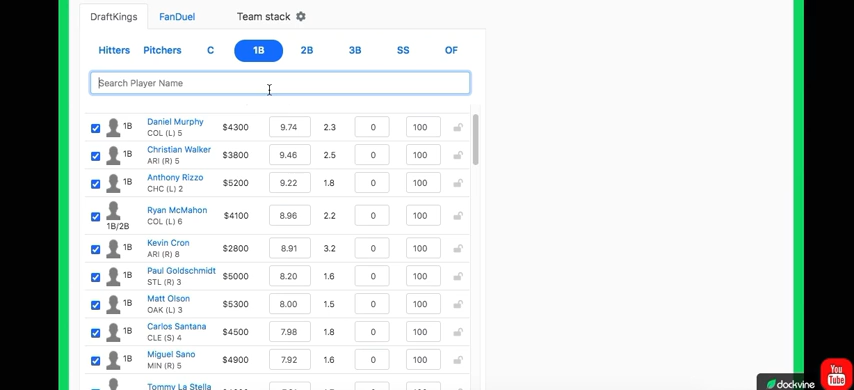 DraftKings FanDuel Team stack
Hitters Pitchers C 1B 2B 3B SS OF
Search Player Name
1B Daniel Murphy $4300 9.74 2.3 0 100
COL (L) 5
1B Christian Walker $3800 9.46 2.5 0 100
ARI (R) 5
1B Anthony Rizzo $5200 9.22 1.8 0 100
CHC (L) 2
Ryan McMahon $4100 8.96 2.2 0 100
COL (L) 6
1B/2B
1B Kevin Cron $2800 8.91 3.2 0 100
ARI (R) 8
1B Paul Goldschmidt $5000 8.20 1.6 0 100
STL (R) 3
1B Matt Olson $5300 8.00 1.5 0 100
OAK (L) 3
1B Carlos Santana $4500 7.98 1.8 0 100
CLE (S) 4
1B Miguel Sano $4900 7.92 1.6 0 100
MIN (R) 5
Tommy La Stella
dockvine
You
Tube